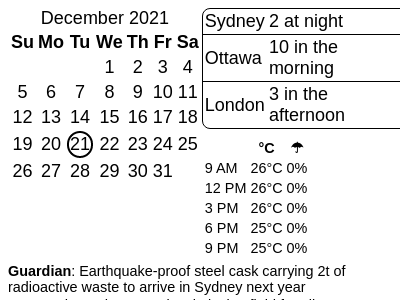 December 2021
Su Mo Tu We Th Fr Sa
1 2 3 4
5 6 7 8 9 10 11
12 13 14 15 16 17 18
19 20 21 22 23 24 25
26 27 28 29 30 31
Sydney 2 at night
Ottawa 10 in the
morning
London 3 in the
afternoon
°C ☂
9 AM 26°C 0%
12 PM 26°C 0%
3 PM 26°C 0%
6 PM 25°C 0%
9 PM 25°C 0%
Guardian: Earthquake-proof steel cask carrying 2t of
radioactive waste to arrive in Sydney next year